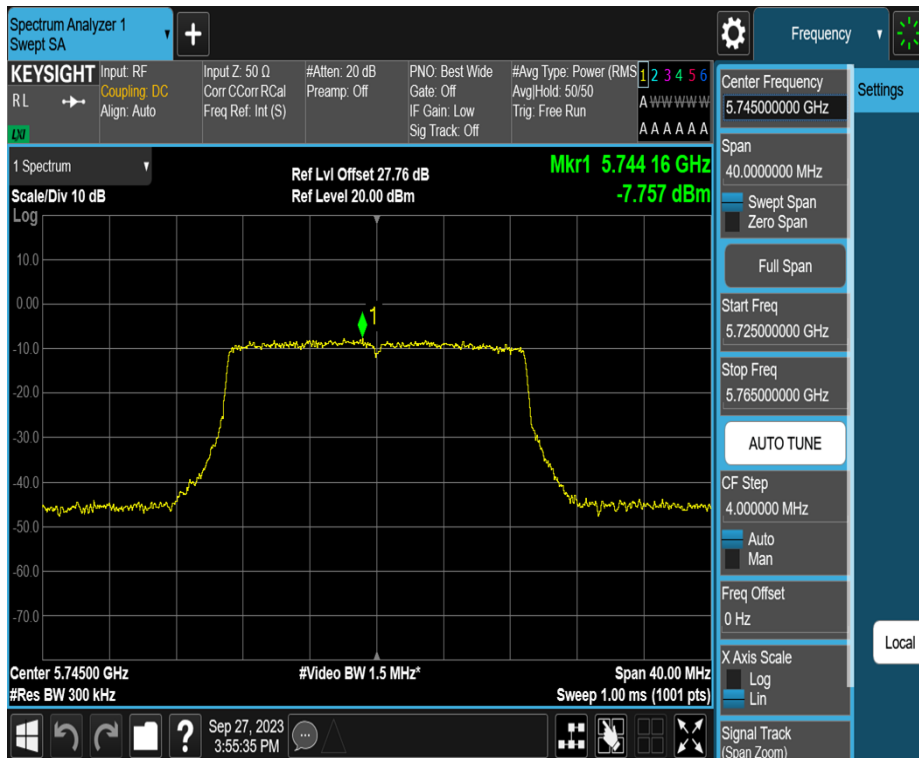 Spectrum Analyzer 1
Swept SA
+
Frequency
KEYSIGHT
RL
LXI
Input: RF
Coupling: DC
Align: Auto
Input Z: 50 Ω
Corr CCorr RCal
Freq Ref: Int (S)
#Atten: 20 dB
Preamp: Off
PNO: Best Wide
Gate: Off
IF Gain: Low
Sig Track: Off
#Avg Type: Power (RMS
Avg|Hold: 50/50
Trig: Free Run
1 2 3 4 5 6
A W W W W W
A A A A A A
1 Spectrum
Scale/Div 10 dB
Log
Ref Lvl Offset 27.76 dB
Ref Level 20.00 dBm
Mkr1 5.744 16 GHz
-7.757 dBm
10.0
0.00
-10.0
-20.0
-30.0
-40.0
-50.0
-60.0
-70.0
1
Center 5.74500 GHz
#Res BW 300 kHz
#Video BW 1.5 MHz*
Span 40.00 MHz
Sweep 1.00 ms (1001 pts)
?
Sep 27, 2023
3:55:35 PM
Center Frequency
5.745000000 GHz
Span
40.0000000 MHz
Swept Span
Zero Span
Full Span
Start Freq
5.725000000 GHz
Stop Freq
5.765000000 GHz
AUTO TUNE
CF Step
4.000000 MHz
Auto
Man
Freq Offset
0 Hz
X Axis Scale
Log
Lin
Signal Track
(Span Zoom)
Settings
Local